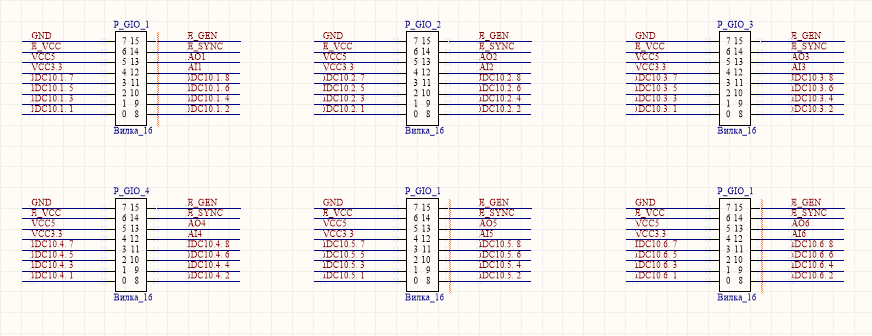 P_GIO_1 P_GIO_2 P_GIO_3
GND 7 15 E_GEN GND 7 15 E_GEN GND 7 15 E_GEN
E_VCC 6 14 E_SYNC E_VCC 6 14 E_SYNC E_VCC 6 14 E_SYNC
VCC5 5 13 AO1 VCC5 5 13 AO2 VCC5 5 13 AO3
VCC3.3 4 12 AI1 VCC3.3 4 12 AI2 VCC3.3 4 12 AI3
IDC10.1. 7 3 11 IDC10.1. 8 IDC10.2. 7 3 11 IDC10.2. 8 IDC10.3. 7 3 11 IDC10.3. 8
IDC10.1. 5 2 10 IDC10.1. 6 IDC10.2. 5 2 10 IDC10.2. 6 IDC10.3. 5 2 10 IDC10.3. 6
IDC10.1. 3 1 9 IDC10.1. 4 IDC10.2. 3 1 9 IDC10.2. 4 IDC10.3. 3 1 9 IDC10.3. 4
IDC10.1. 1 0 8 IDC10.1. 2 IDC10.2. 1 0 8 IDC10.2. 2 IDC10.3. 1 0 8 IDC10.3. 2
Вилка_16 Вилка_16 Вилка_16
P_GIO_4 P_GIO_1 P_GIO_1
GND 7 15 E_GEN GND 7 15 E_GEN GND 7 15 E_GEN
E_VCC 6 14 E_SYNC E_VCC 6 14 E_SYNC E_VCC 6 14 E_SYNC
VCC5 5 13 AO4 VCC5 5 13 AO5 VCC5 5 13 AO6
VCC3.3 4 12 AI4 VCC3.3 4 12 AI5 VCC3.3 4 12 AI6
IDC10.4. 7 3 11 IDC10.4. 8 IDC10.5. 7 3 11 IDC10.5. 8 IDC10.6. 7 3 11 IDC10.6. 8
IDC10.4. 5 2 10 IDC10.4. 6 IDC10.5. 5 2 10 IDC10.5. 6 IDC10.6. 5 2 10 IDC10.6. 6
IDC10.4. 3 1 9 IDC10.4. 4 IDC10.5. 3 1 9 IDC10.5. 4 IDC10.6. 3 1 9 IDC10.6. 4
IDC10.4. 1 0 8 IDC10.4. 2 IDC10.5. 1 0 8 IDC10.5. 2 IDC10.6. 1 0 8 IDC10.6. 2
Вилка_16 Вилка_16 Вилка_16